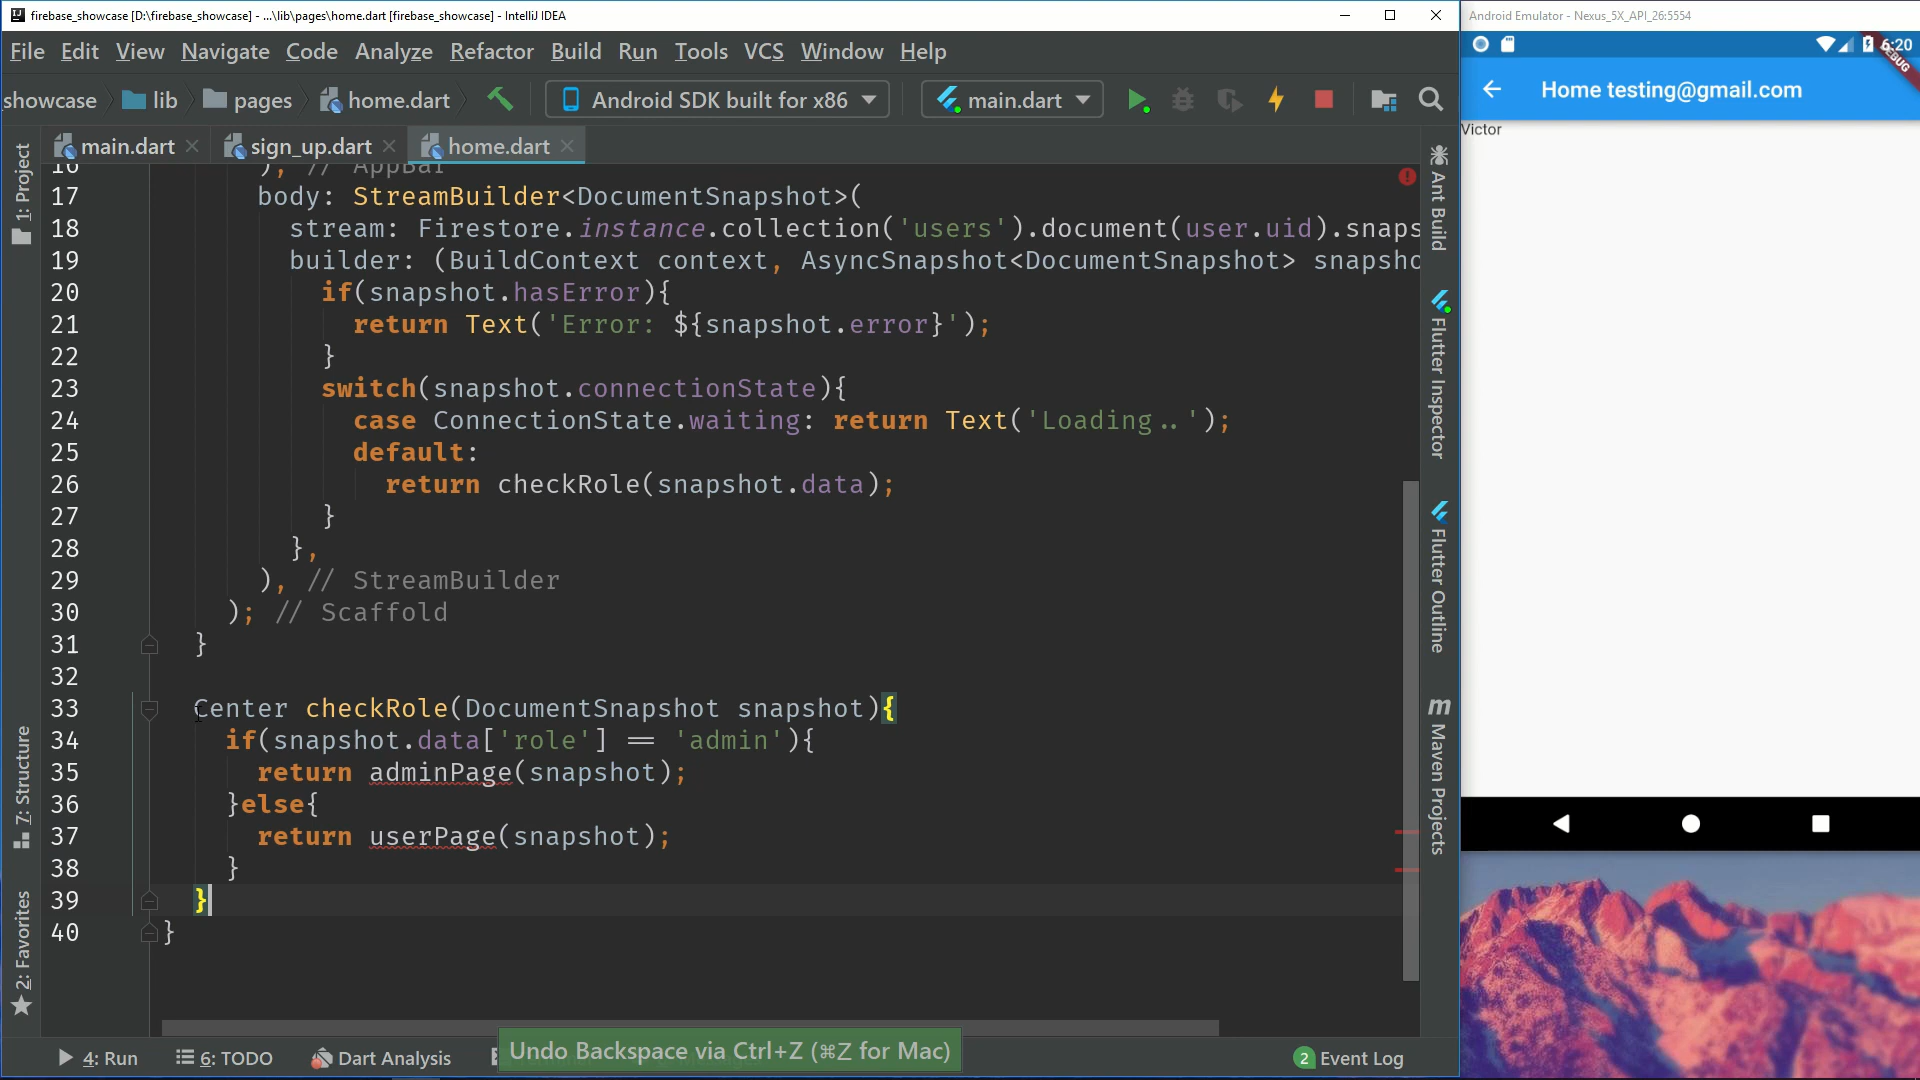 firebase_showcase [D:\firebase_showcase] - ...\lib\pages\home.dart [firebase_showcase] - IntelliJ IDEA
Android Emulator - Nexus_5X_API_26:5554
File Edit View Navigate Code Analyze Refactor Build Run Tools VCS Window Help
6:20
DEBUG
showcase lib pages home.dart Android SDK built for x86 main.dart
Home testing@gmail.com
Victor
main.dart sign_up.dart home.dart
1: Project
7: Structure
2: Favorites
16 ), // AppBar
17 body: StreamBuilder<DocumentSnapshot>(
18 stream: Firestore.instance.collection('users').document(user.uid).snaps
19 builder: (BuildContext context, AsyncSnapshot<DocumentSnapshot> snapsho
20 if(snapshot.hasError){
21 return Text('Error: ${snapshot.error}');
22 }
23 switch(snapshot.connectionState){
24 case ConnectionState.waiting: return Text('Loading..');
25 default:
26 return checkRole(snapshot.data);
27 }
28 },
29 ), // StreamBuilder
30 ); // Scaffold
31 }
32
33 Center checkRole(DocumentSnapshot snapshot){
34 if(snapshot.data['role'] == 'admin'){
35 return adminPage(snapshot);
36 }else{
37 return userPage(snapshot);
38 }
39 }
40 }
Ant Build
Flutter Inspector
Flutter Outline
m Maven Projects
4: Run 6: TODO Dart Analysis
Undo Backspace via Ctrl+Z (⌘Z for Mac)
2 Event Log